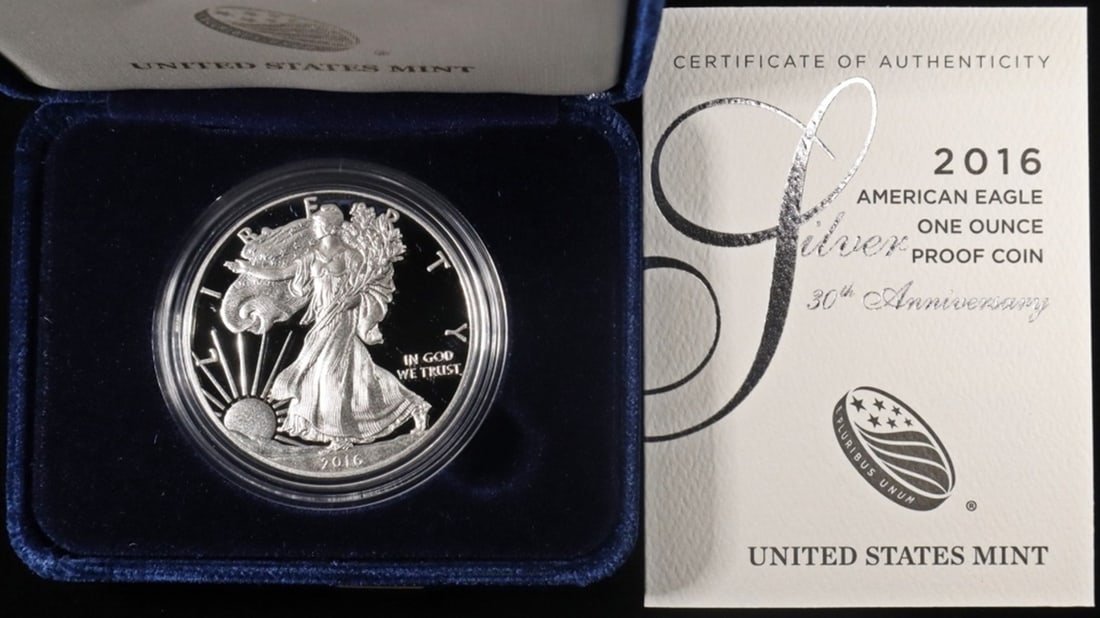 ®
UNITED STATES MINT
LIBERTY
IN GOD
WE TRUST
2016
CERTIFICATE OF AUTHENTICITY
2016
AMERICAN EAGLE
ONE OUNCE
Silver PROOF COIN
30th Anniversary
E PLURIBUS UNUM
®
UNITED STATES MINT